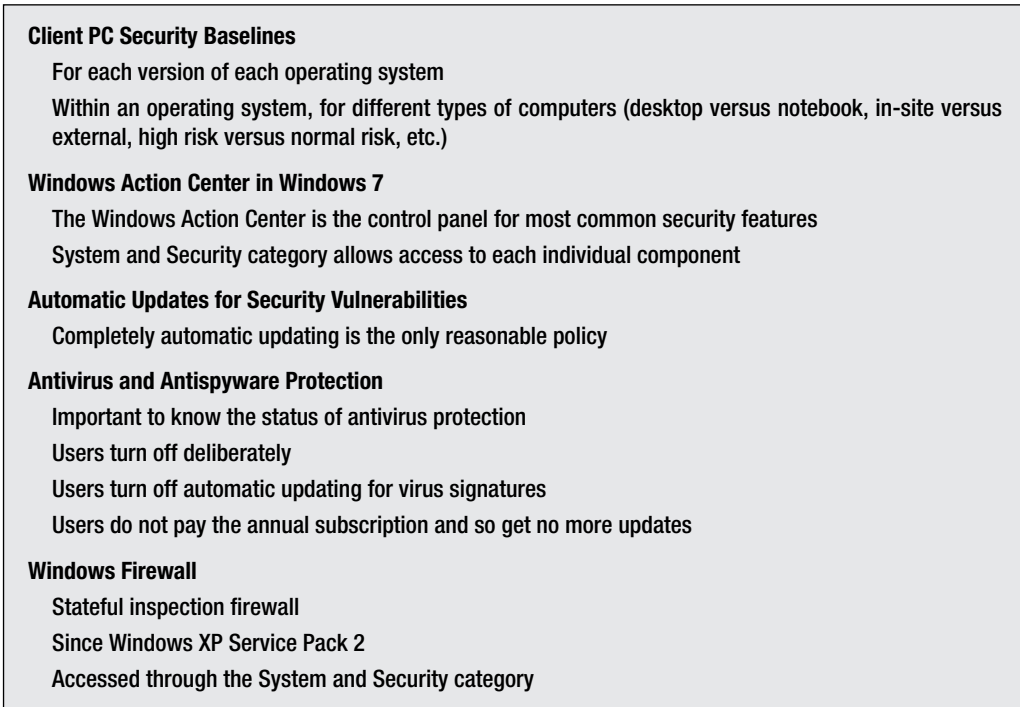 Client PC Security Baselines
For each version of each operating system
Within an operating system, for different types of computers (desktop versus notebook, in-site versus
external, high risk versus normal risk, etc.)
Windows Action Center in Windows 7
The Windows Action Center is the control panel for most common security features
System and Security category allows access to each individual component
Automatic Updates for Security Vulnerabilities
Completely automatic updating is the only reasonable policy
Antivirus and Antispyware Protection
Important to know the status of antivirus protection
Users turn off deliberately
Users turn off automatic updating for virus signatures
Users do not pay the annual subscription and so get no more updates
Windows Firewall
Stateful inspection firewall
Since Windows XP Service Pack 2
Accessed through the System and Security category